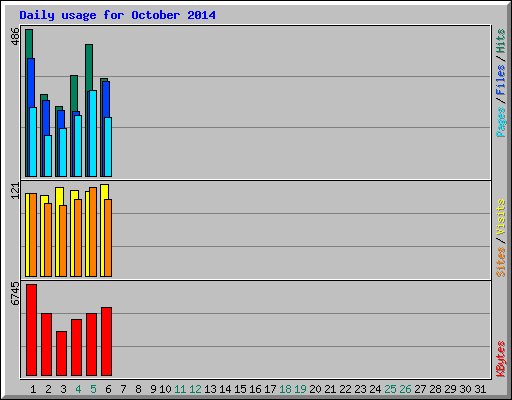 Daily usage for October 2014
486
Pages / Files / Hits
121
Sites / Visits
6745
KBytes
1 2 3 4 5 6 7 8 9 10 11 12 13 14 15 16 17 18 19 20 21 22 23 24 25 26 27 28 29 30 31